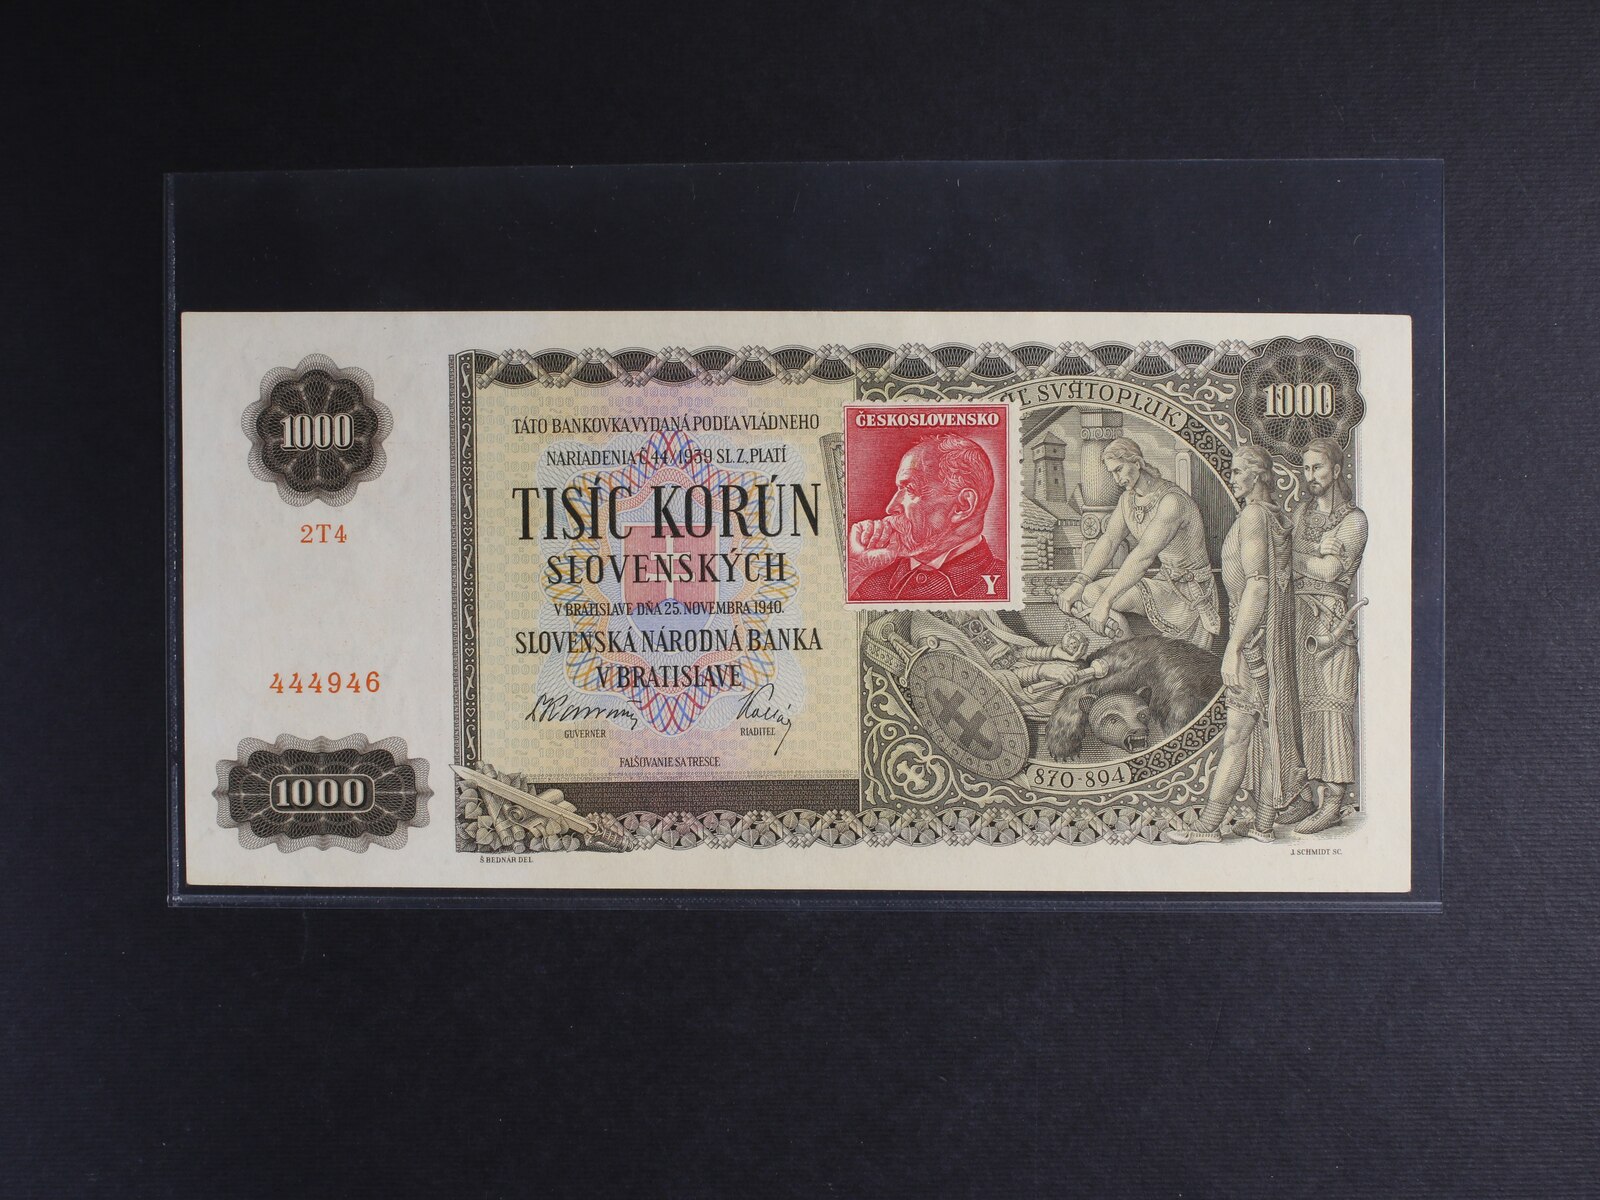 1000
2T4
444946
1000
TÁTO BANKOVKA VYDANÁ PODĽA VLÁDNEHO
NARIADENIA Č. 44/1939 SL. Z. PLATÍ
TISÍC KORÚN
SLOVENSKÝCH
V BRATISLAVE DŇA 25. NOVEMBRA 1940.
SLOVENSKÁ NÁRODNÁ BANKA
V BRATISLAVE
GUVERNÉR
RIADITEĽ
FALŠOVANIE SA TRESCE
Š. BEDNÁR DEL.
ČESKOSLOVENSKO
Y
SVÄTOPLUK
1000
870-894
J. SCHMIDT SC.